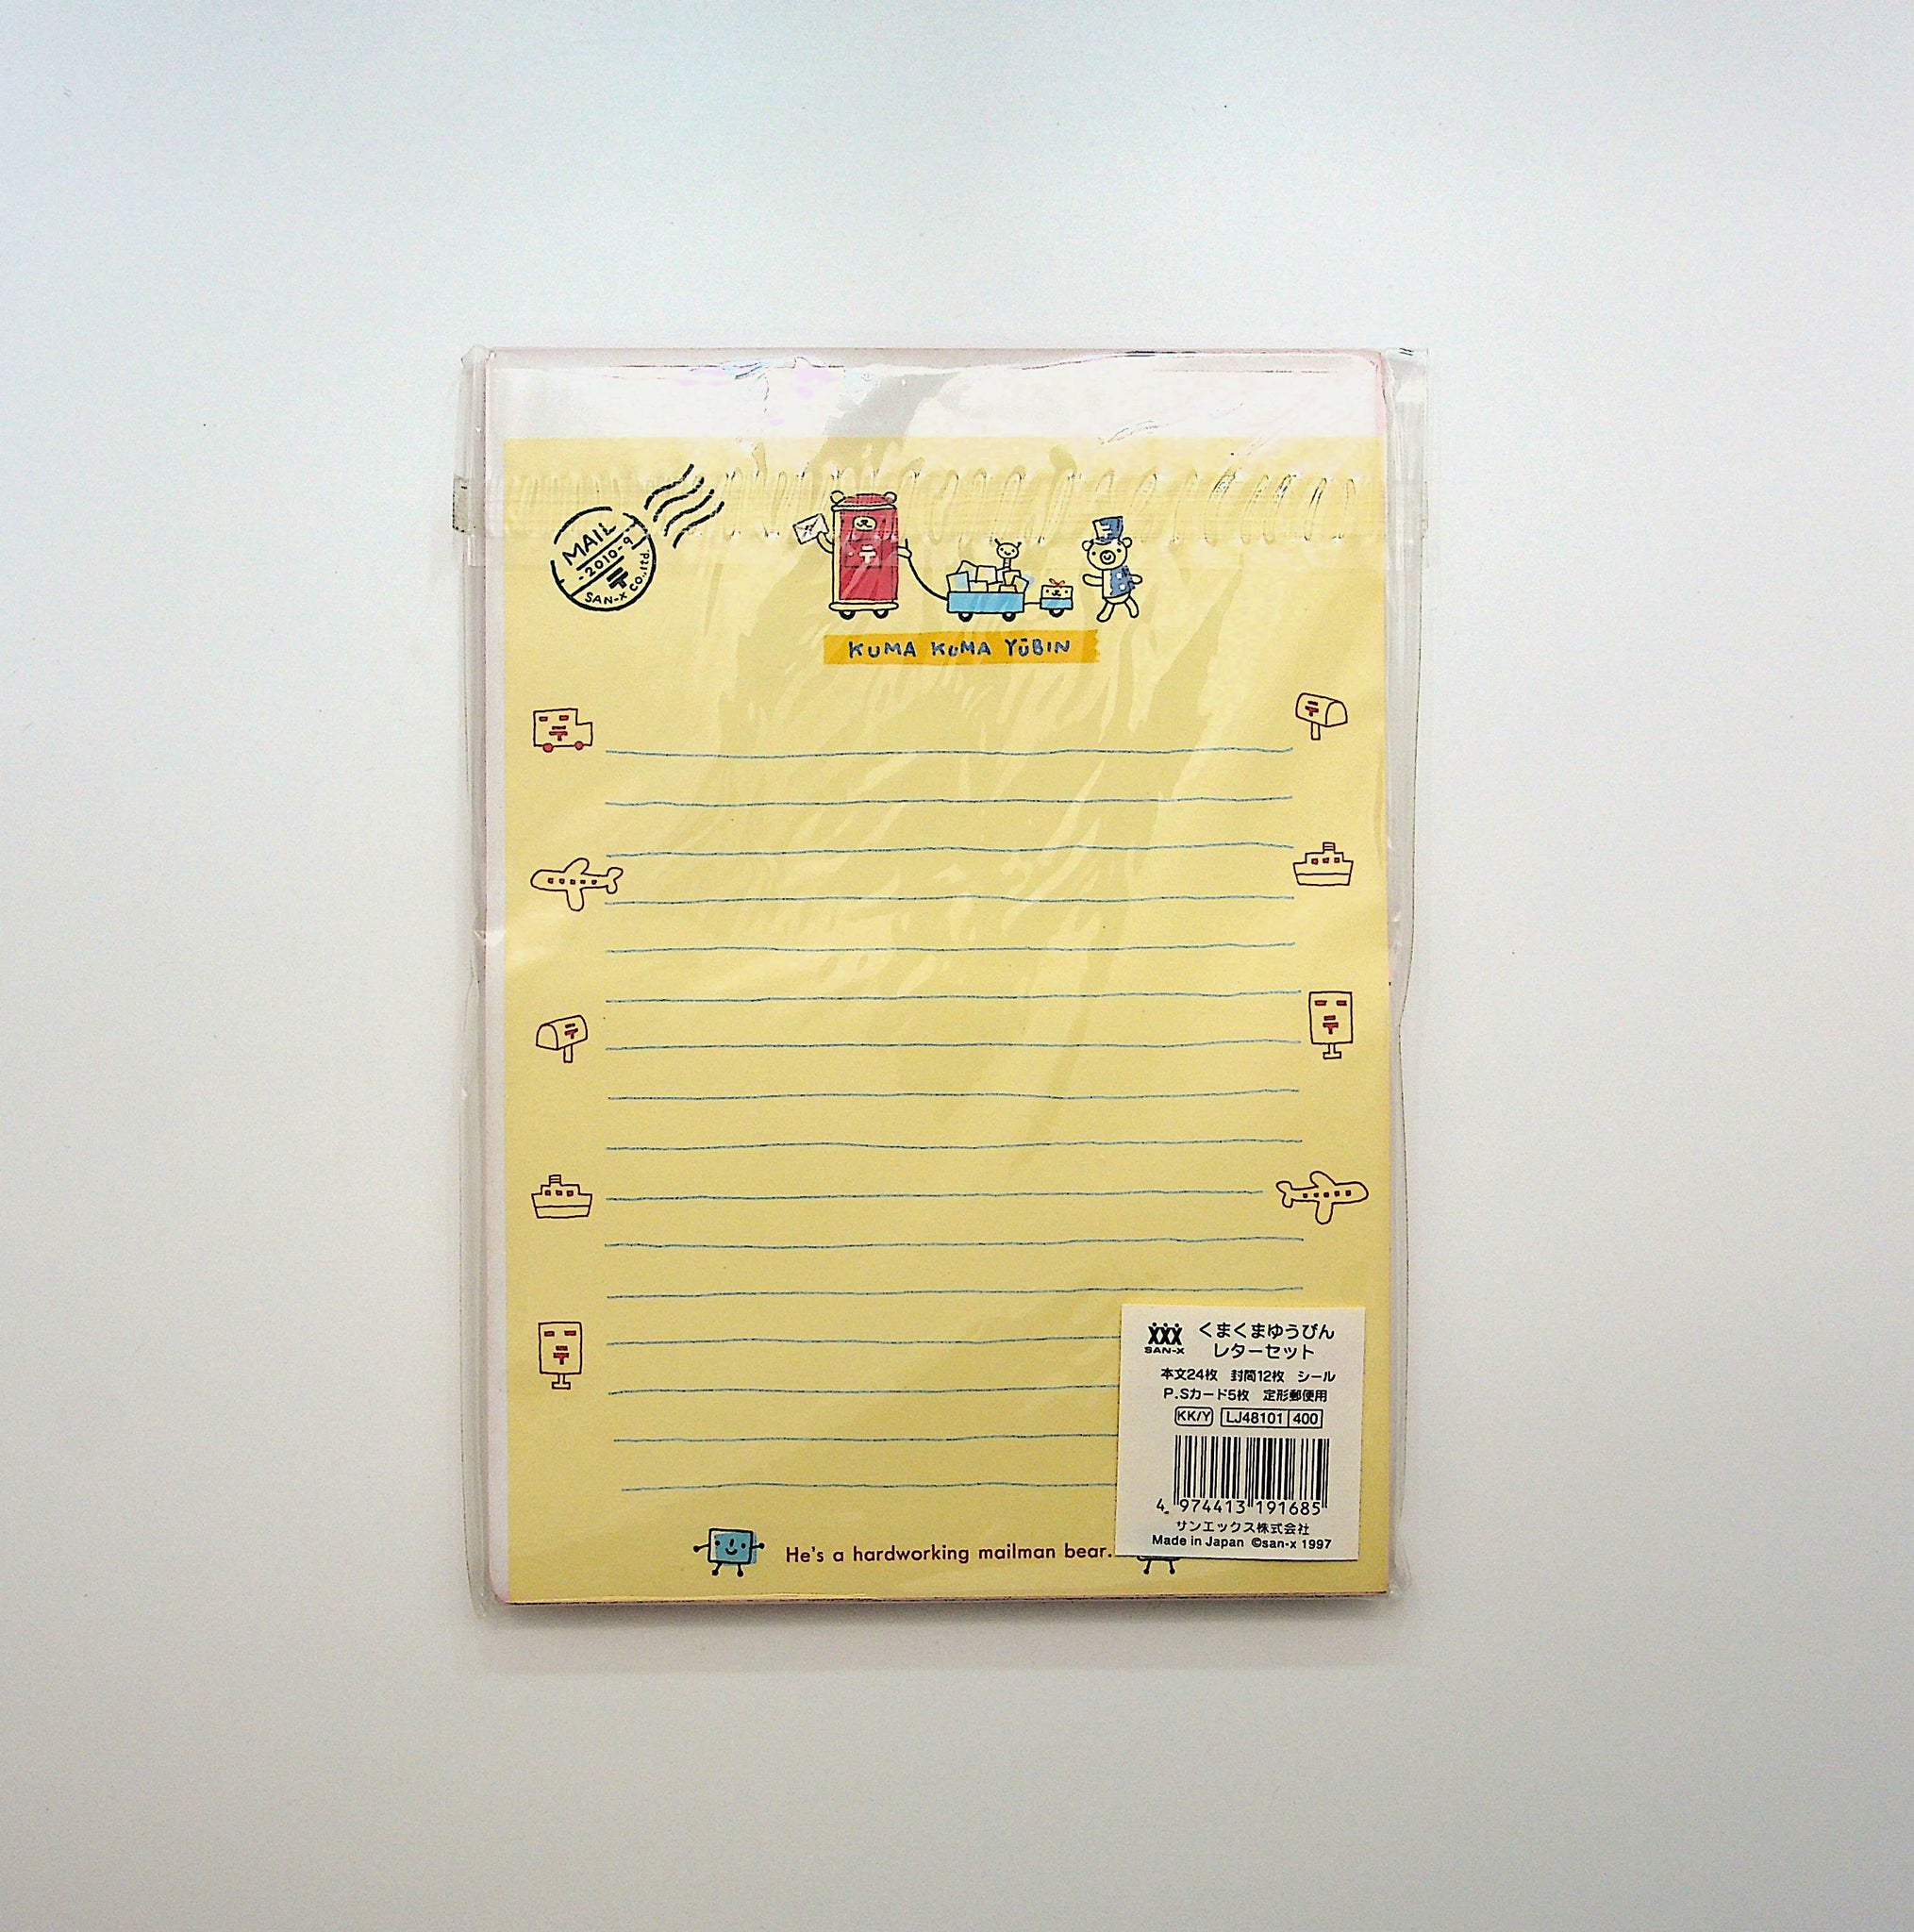 MAIL
-2010-9
〒
SAN-X CO.,LTD.
〒
KUMA KUMA YŪBIN
〒
〒
〒
〒
〒
XXX
SAN-X
くまくまゆうびん
レターセット
本文24枚 封筒12枚 シール
P.Sカード5枚 定形郵便用
KK/Y LJ48101 400
4 974413 191685
サンエックス株式会社
Made in Japan ©san-x 1997
He's a hardworking mailman bear.